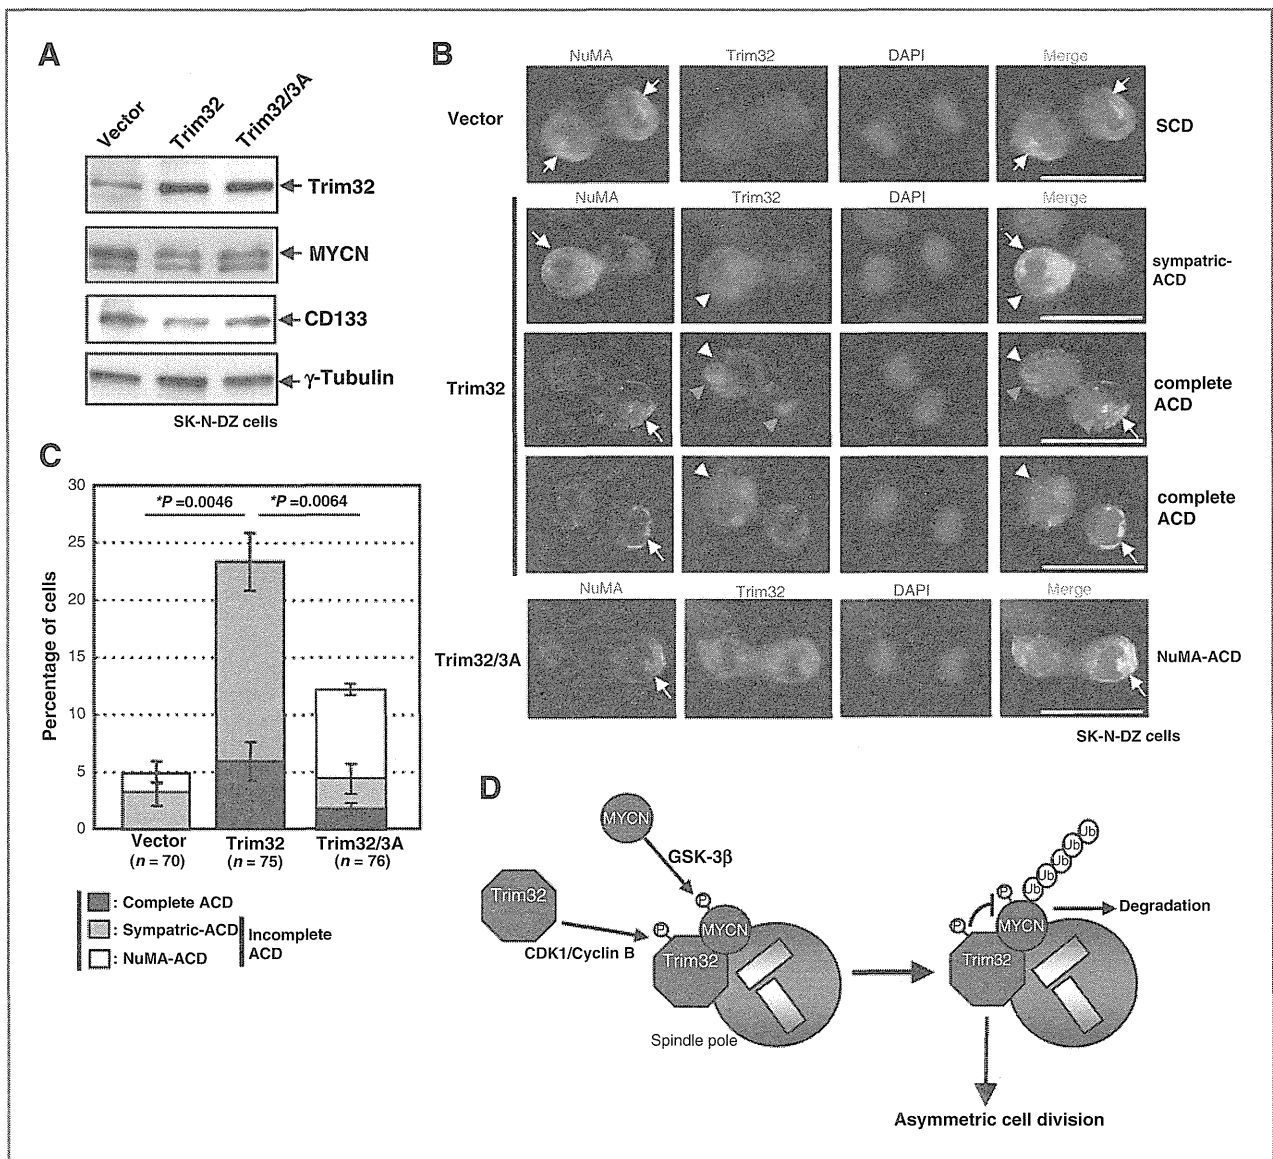 A
Vector
Trim32
Trim32/3A
Trim32
MYCN
CD133
γ-Tubulin
SK-N-DZ cells
B
NuMA
Trim32
DAPI
Merge
Vector
SCD
NuMA
Trim32
DAPI
Merge
sympatric-
ACD
Trim32
complete
ACD
complete
ACD
NuMA
Trim32
DAPI
Merge
Trim32/3A
NuMA-ACD
SK-N-DZ cells
C
Percentage of cells
30
25
20
15
10
5
0
*P =0.0046
*P =0.0064
Vector
(n = 70)
Trim32
(n = 75)
Trim32/3A
(n = 76)
: Complete ACD
: Sympatric-ACD
: NuMA-ACD
Incomplete
ACD
D
MYCN
GSK-3β
Trim32
CDK1/Cyclin B
P
P
MYCN
Trim32
Spindle pole
P
P
MYCN
Trim32
Ub
Ub
Ub
Ub
Ub
Degradation
Asymmetric cell division